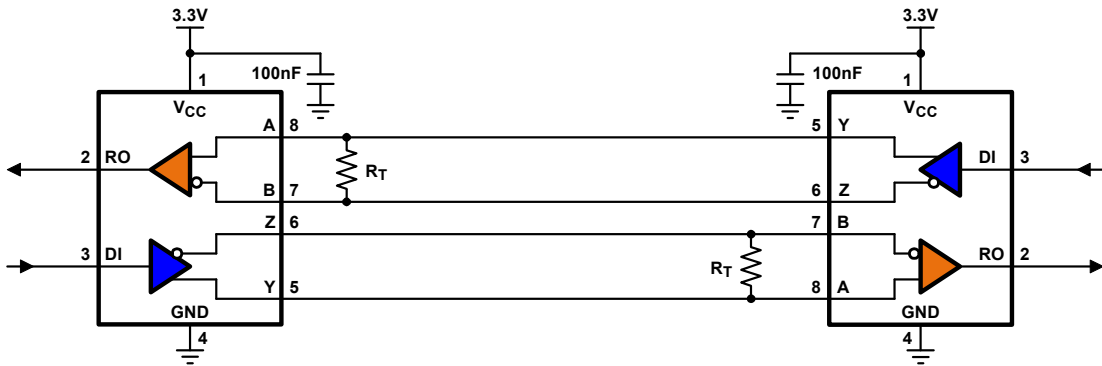 3.3V 3.3V
100nF 100nF
1 1
VCC VCC
A 8 5 Y
2 RO RT DI 3
B 7 6 Z
Z 6 7 B
3 DI RT RO 2
Y 5 8 A
GND GND
4 4